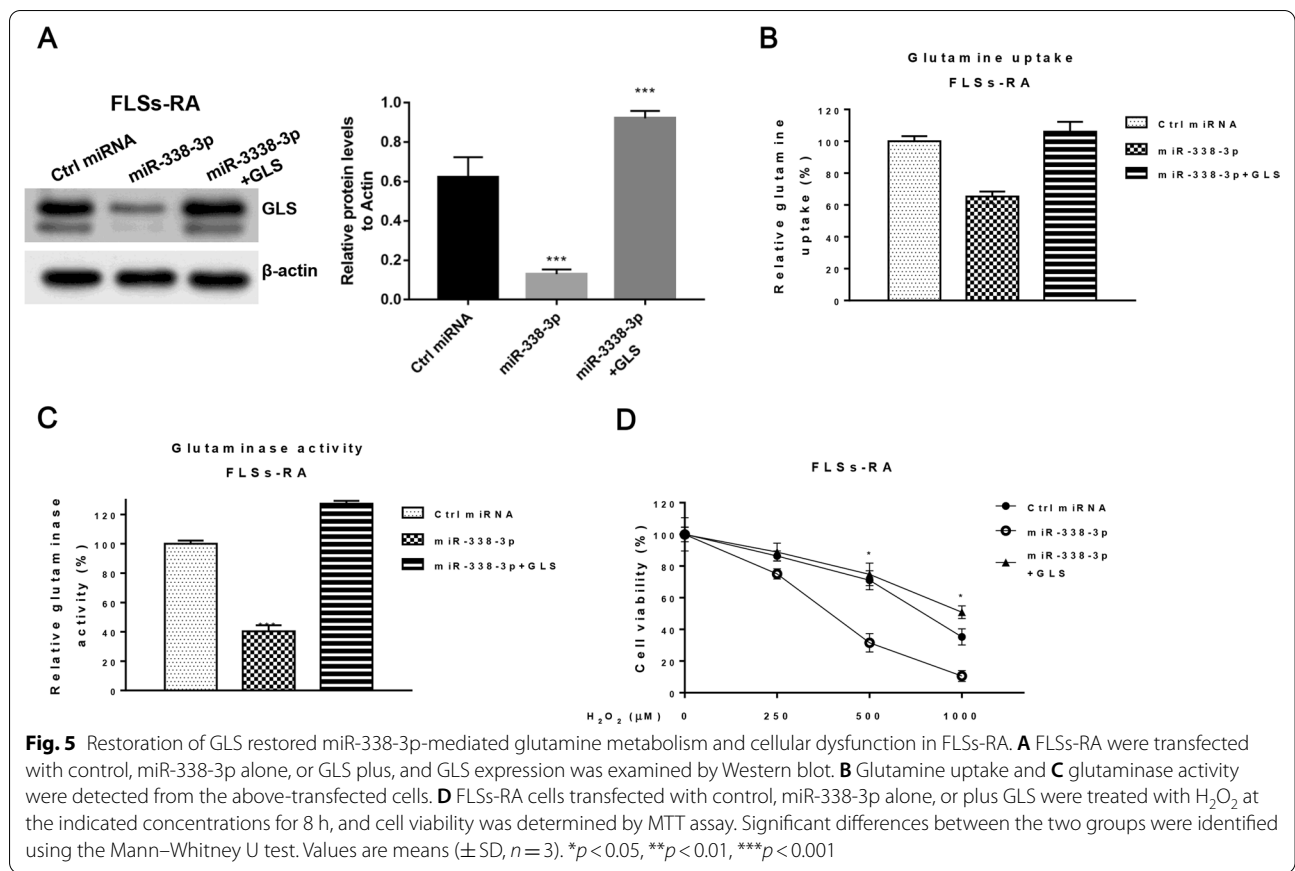 A
FLSs-RA
Ctrl miRNA
miR-338-3p
miR-3338-3p
+GLS
GLS
β-actin
Relative protein levels
to Actin
1.0
0.8
0.6
0.4
0.2
0.0
***
***
Ctrl miRNA
miR-338-3p
miR-3338-3p
+GLS
B
Glutamine uptake
FLSs-RA
Relative glutamine
uptake (%)
120
100
80
60
40
20
0
Ctrl miRNA
miR-338-3p
miR-338-3p+GLS
C
Glutaminase activity
FLSs-RA
Relative glutaminase
activity (%)
120
100
80
60
40
20
0
***
Ctrl miRNA
miR-338-3p
miR-338-3p+GLS
D
FLSs-RA
Cell viability (%)
120
100
80
60
40
20
0
*
*
H₂O₂ (μM)
0 250 500 1000
Ctrl miRNA
miR-338-3p
miR-338-3p
+GLS
Fig. 5 Restoration of GLS restored miR-338-3p-mediated glutamine metabolism and cellular dysfunction in FLSs-RA. A FLSs-RA were transfected
with control, miR-338-3p alone, or GLS plus, and GLS expression was examined by Western blot. B Glutamine uptake and C glutaminase activity
were detected from the above-transfected cells. D FLSs-RA cells transfected with control, miR-338-3p alone, or plus GLS were treated with H₂O₂ at
the indicated concentrations for 8 h, and cell viability was determined by MTT assay. Significant differences between the two groups were identified
using the Mann–Whitney U test. Values are means (± SD, n = 3). *p < 0.05, **p < 0.01, ***p < 0.001